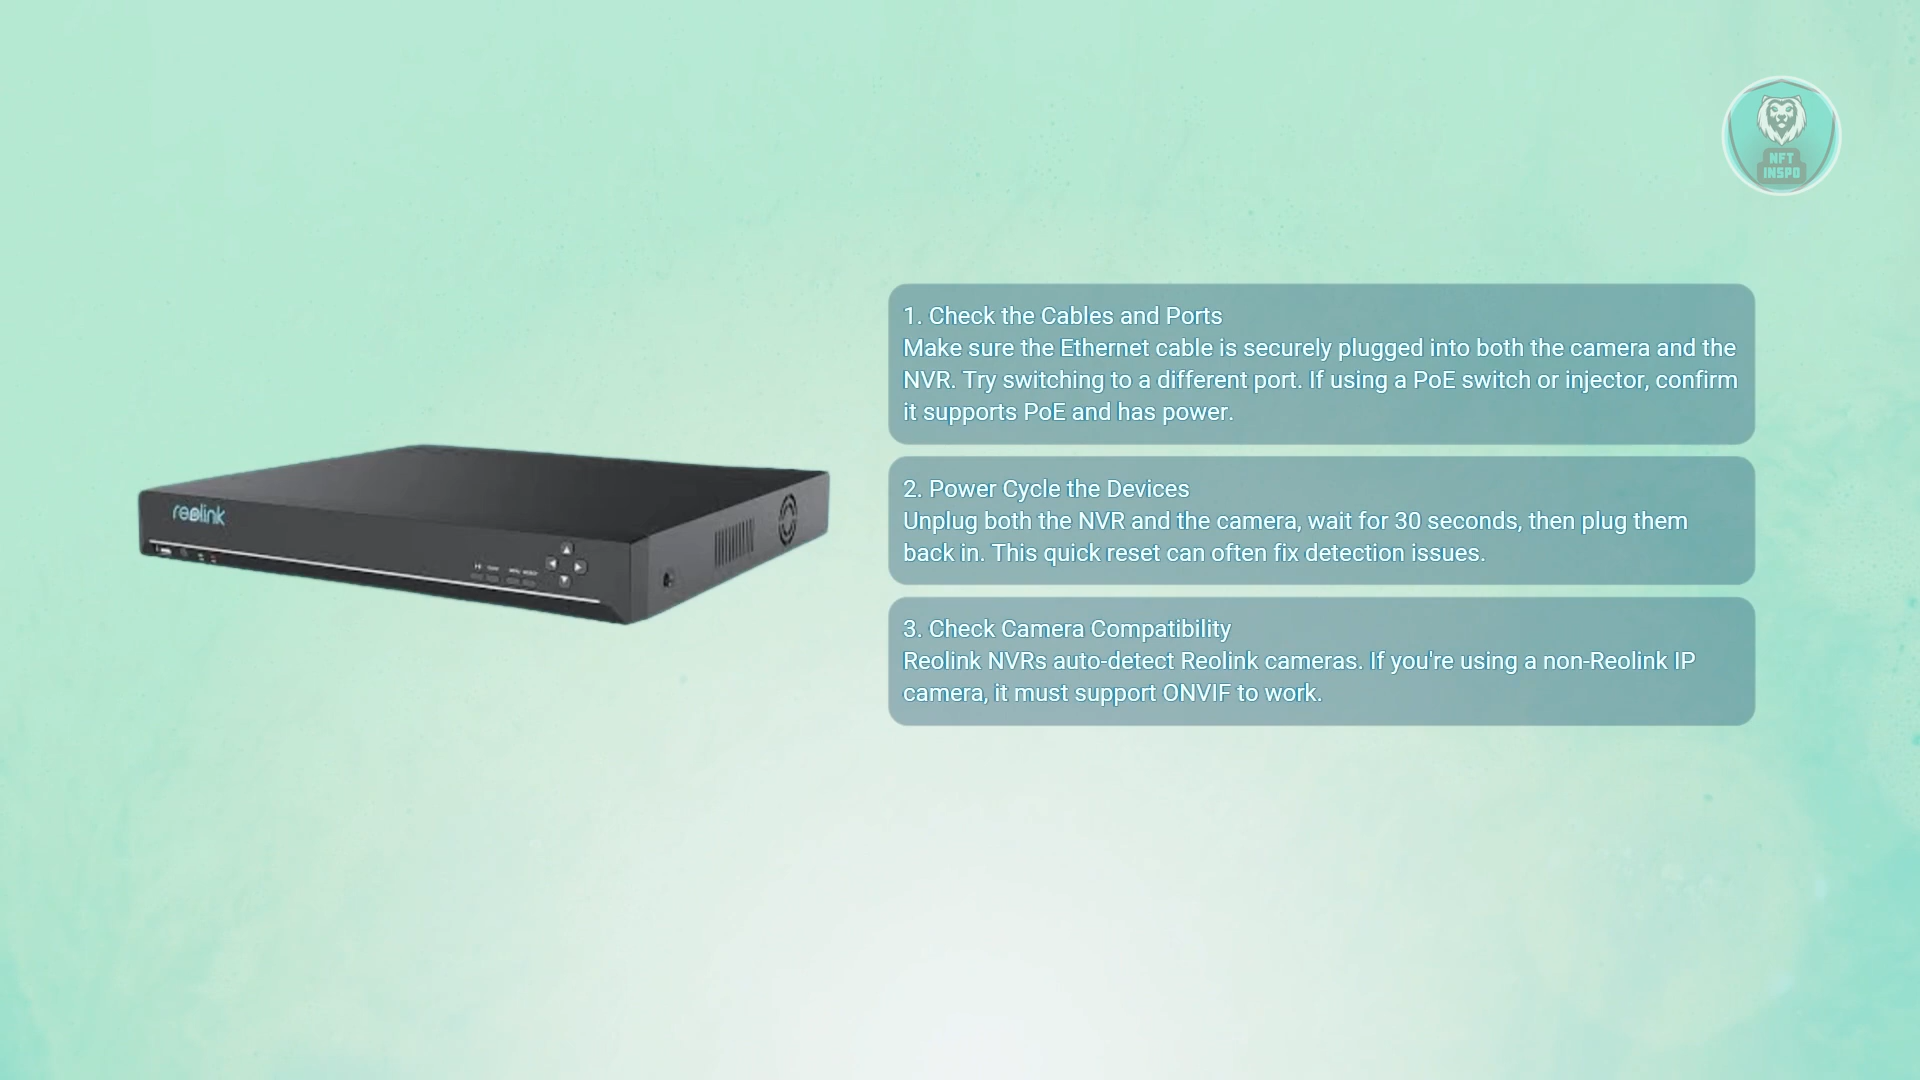 NFT
INSPO
1. Check the Cables and Ports
Make sure the Ethernet cable is securely plugged into both the camera and the
NVR. Try switching to a different port. If using a PoE switch or injector, confirm
it supports PoE and has power.
2. Power Cycle the Devices
Unplug both the NVR and the camera, wait for 30 seconds, then plug them
back in. This quick reset can often fix detection issues.
3. Check Camera Compatibility
Reolink NVRs auto-detect Reolink cameras. If you're using a non-Reolink IP
camera, it must support ONVIF to work.
reolink